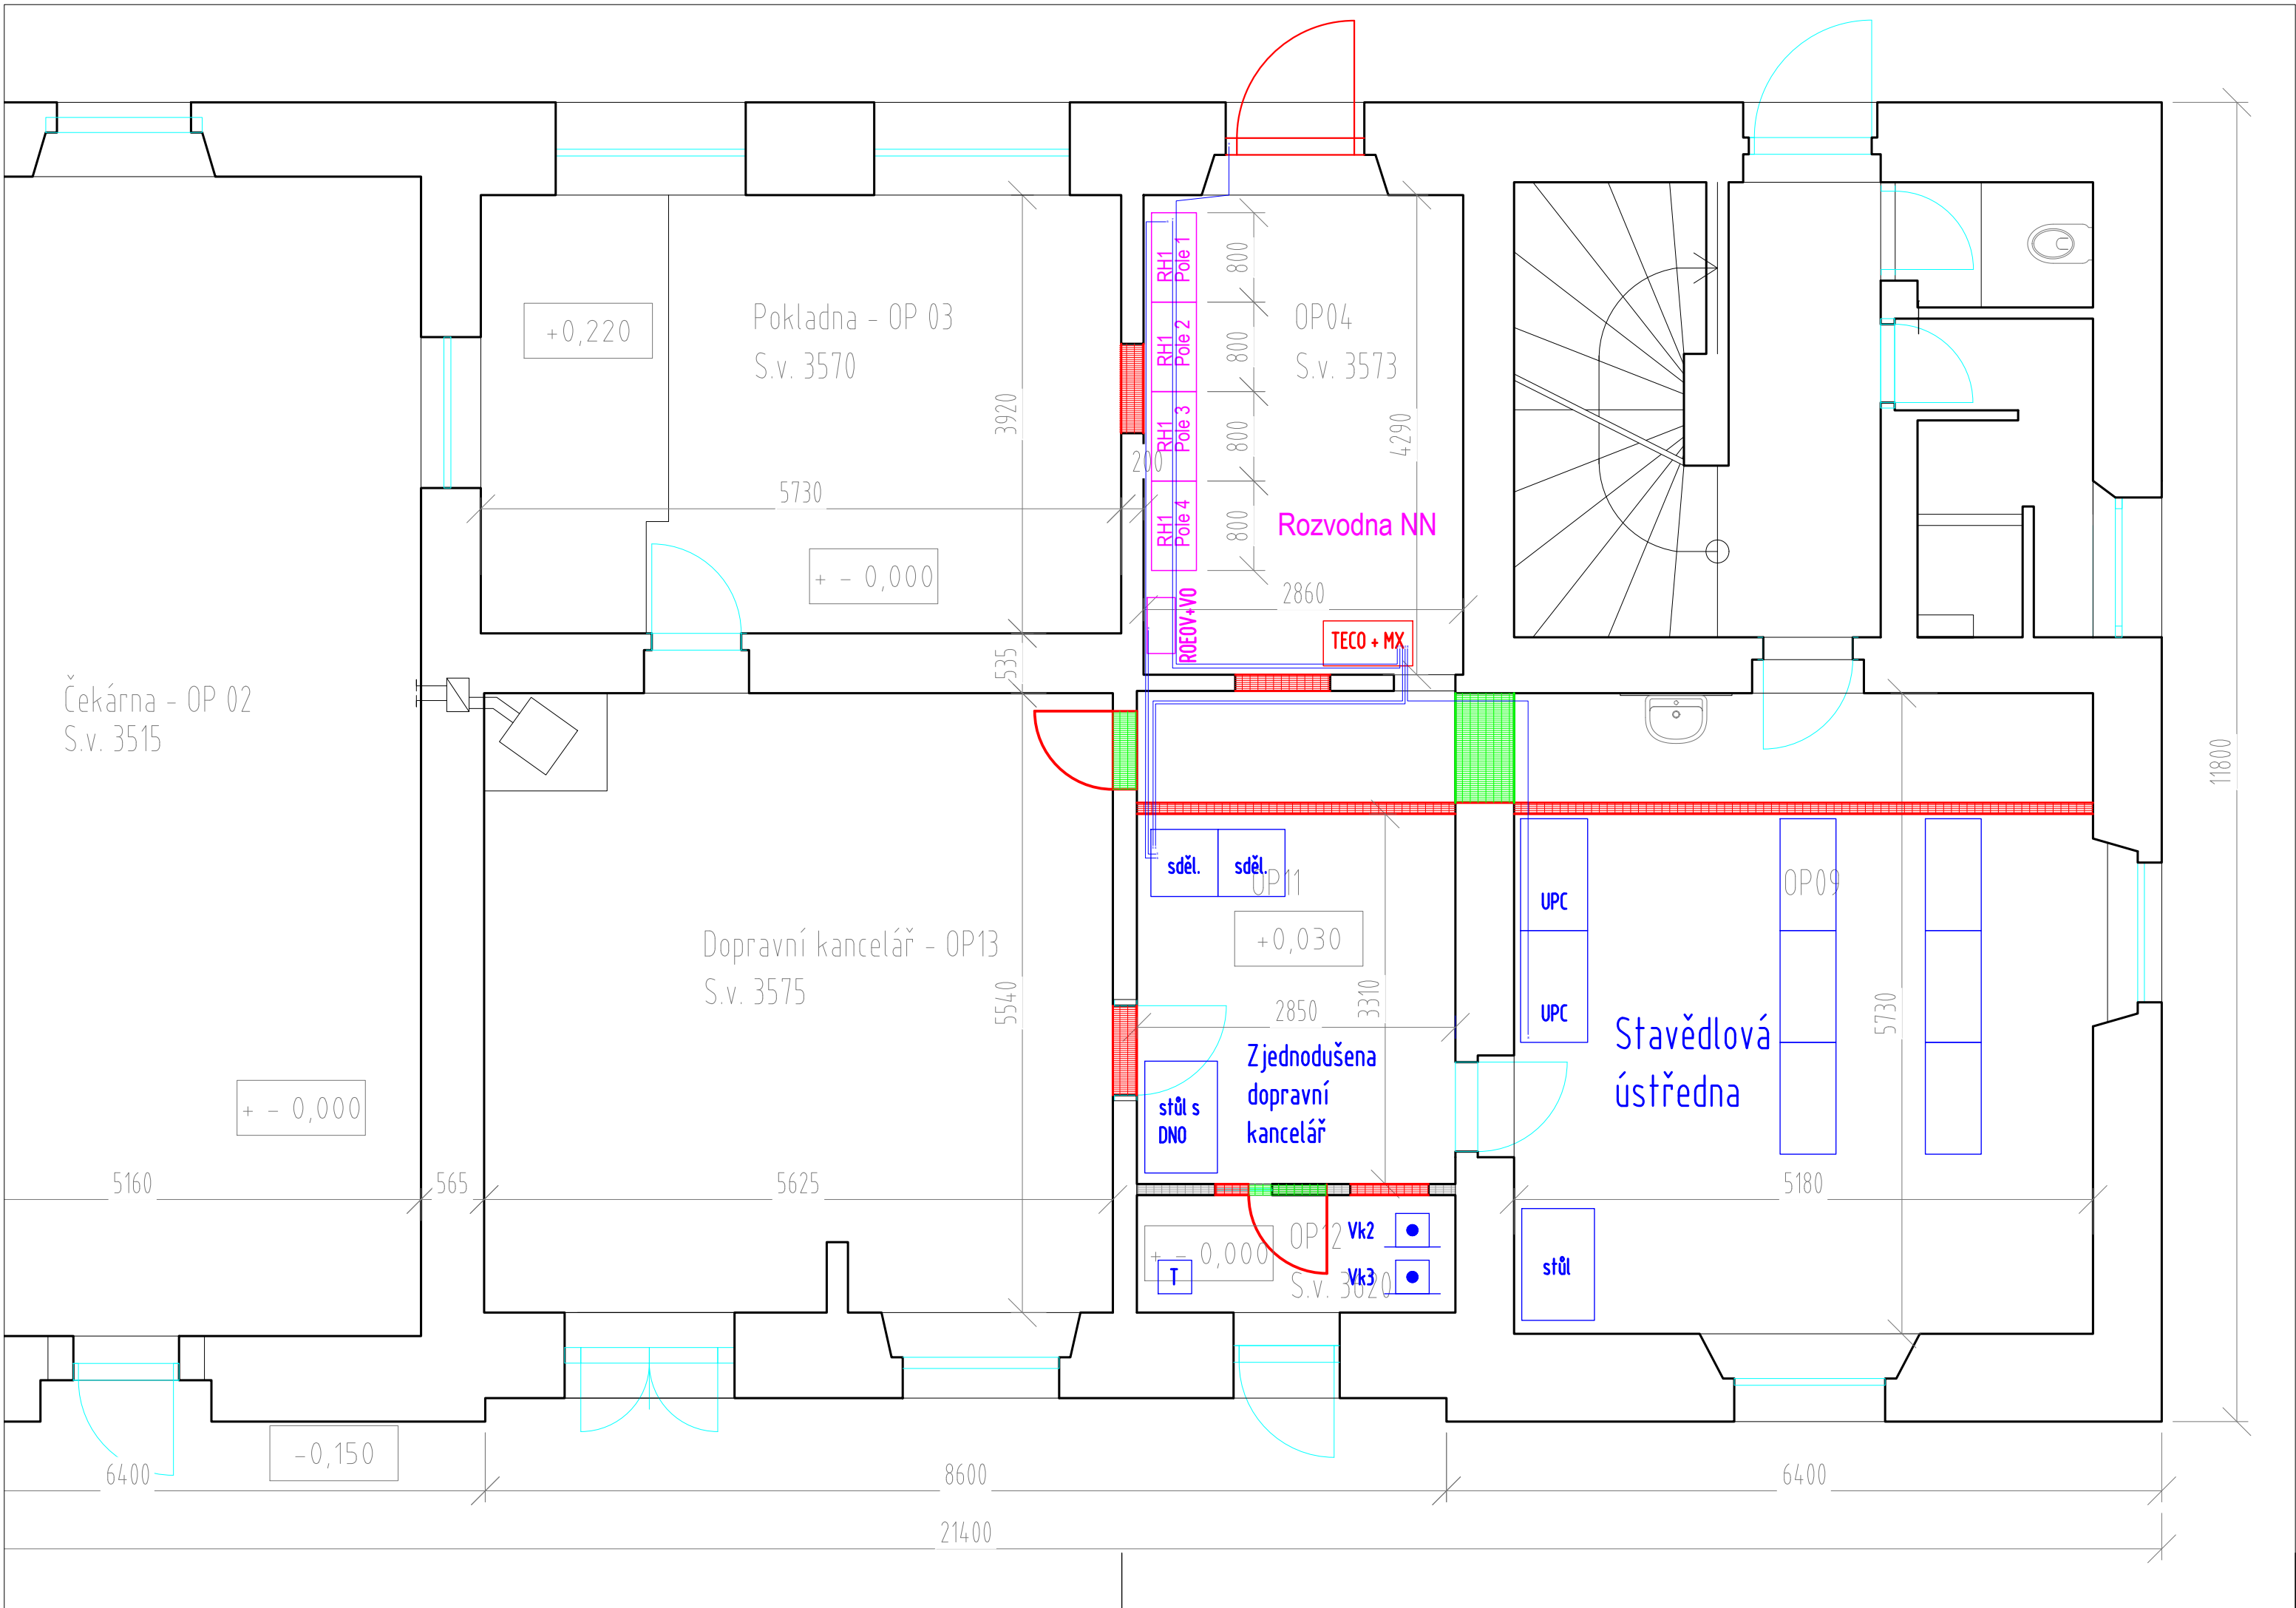 +0,220
Pokladna - OP 03
S.v. 3570
3920
200
5730
+ - 0,000
535
RH1
Pole 1
RH1
Pole 2
RH1
Pole 3
RH1
Pole 4
800
800
800
800
OP04
S.v. 3573
4290
Rozvodna NN
2860
ROEOV+VO
TECO + MX
11800
Čekárna - OP 02
S.v. 3515
+ - 0,000
5160
565
Dopravní kancelář - OP13
S.v. 3575
5540
5625
sděl.
sděl.
OP11
+0,030
3310
2850
Zjednodušena
dopravní
kancelář
stůl s
DNO
UPC
UPC
OP09
Stavědlová
ústředna
5730
5180
stůl
+ - 0,000
OP12
S.v. 3620
T
Vk2
Vk3
-0,150
6400
8600
6400
21400